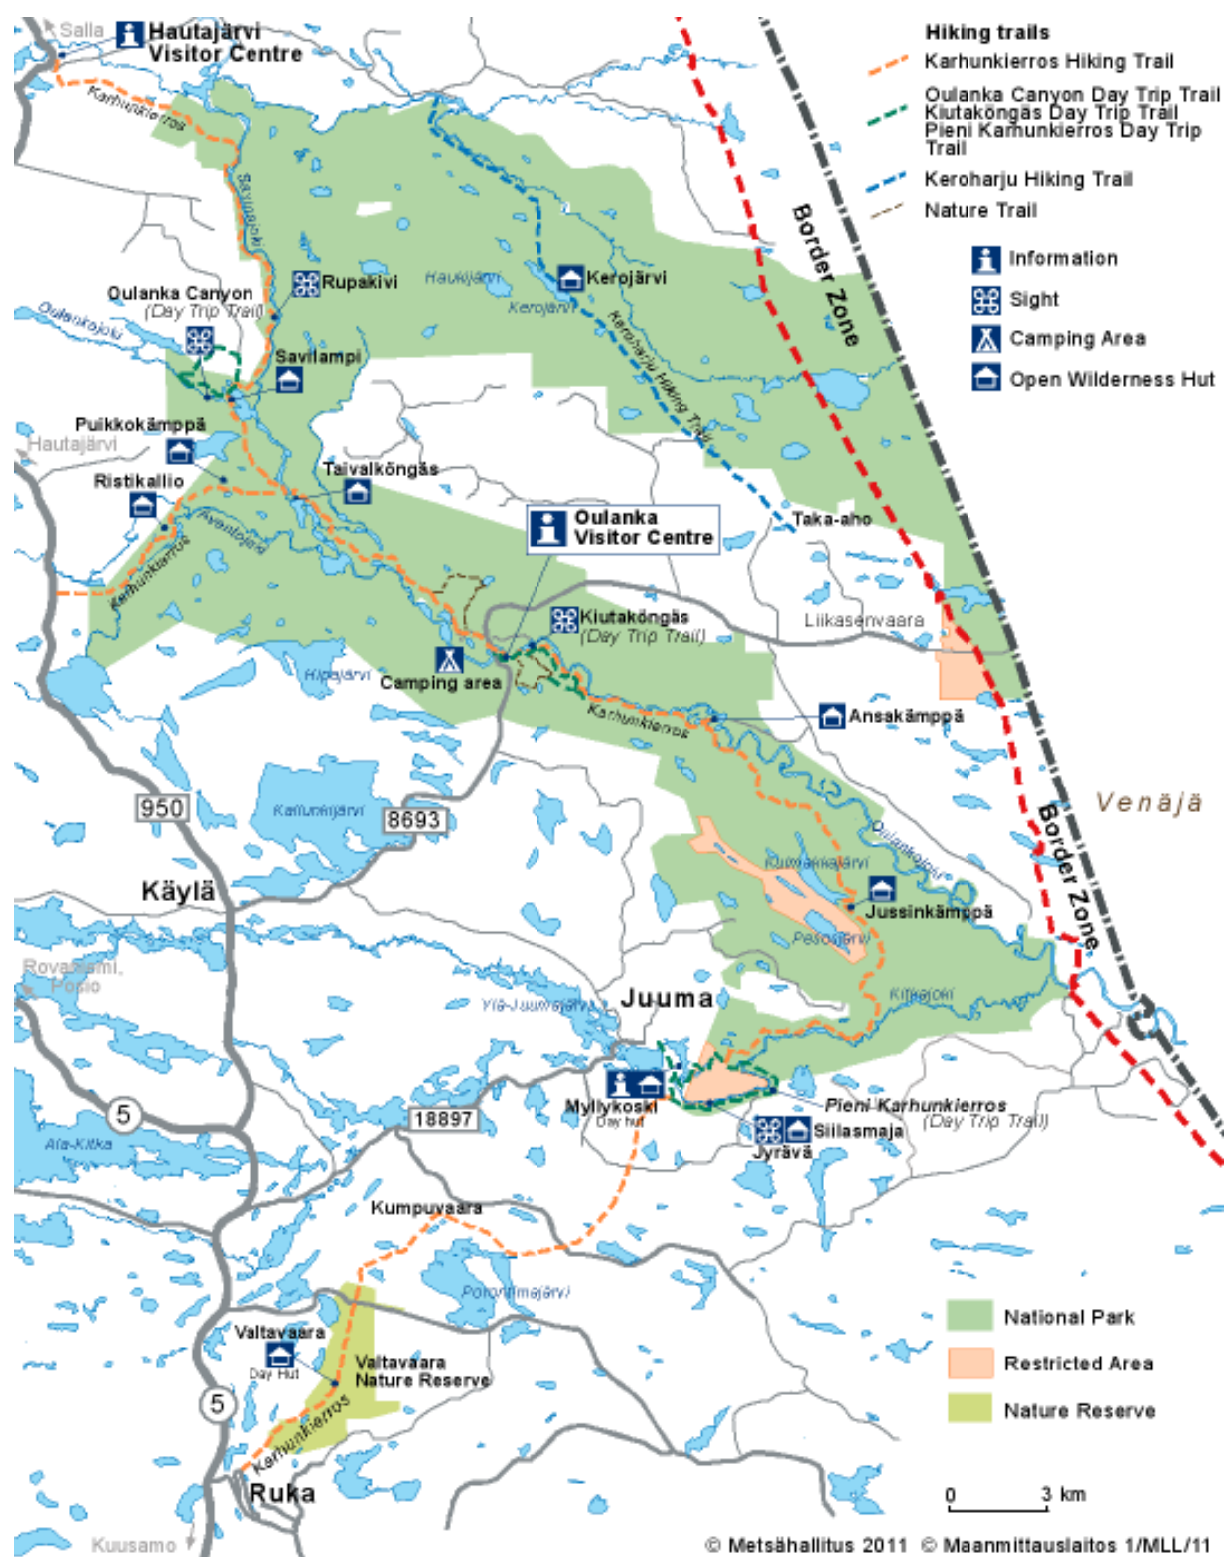 Salla
Hautajärvi
Visitor Centre
Karhunkierros
Savinajoki
Rupakivi
Oulanka Canyon
(Day Trip Trail)
Oulankajoki
Savilampi
Puikkokämppä
Hautajärvi
Ristikallio
Taivalköngäs
Aventojoki
Karhunkierros
Haukijärvi
Kerojärvi
Kerojärvi
Keroharju Hiking Trail
Taka-aho
Oulanka
Visitor Centre
Kiutaköngäs
(Day Trip Trail)
Liikasenvaara
Camping area
Hipajärvi
Karhunkierros
Ansakämppä
950
8693
Kallunkijärvi
Käylä
Oulankajoki
Kulmakkajärvi
Jussinkämppä
Pesosjärvi
Kitkajoki
Rovaniemi,
Posio
Juuma
Ylä-Juumajärvi
Myllykoski
Day hut
Pieni Karhunkierros
(Day Trip Trail)
Siilasmaja
Jyrävä
5
18897
Ala-Kitka
Kumpuvaara
Porontimajärvi
Valtavaara
Day Hut
Valtavaara
Nature Reserve
Karhunkierros
5
Ruka
Kuusamo
Border Zone
Border Zone
Venäjä
Hiking trails
Karhunkierros Hiking Trail
Oulanka Canyon Day Trip Trail
Kiutaköngäs Day Trip Trail
Pieni Karhunkierros Day Trip
Trail
Keroharju Hiking Trail
Nature Trail
Information
Sight
Camping Area
Open Wilderness Hut
National Park
Restricted Area
Nature Reserve
0 3 km
© Metsähallitus 2011 © Maanmittauslaitos 1/MLL/11